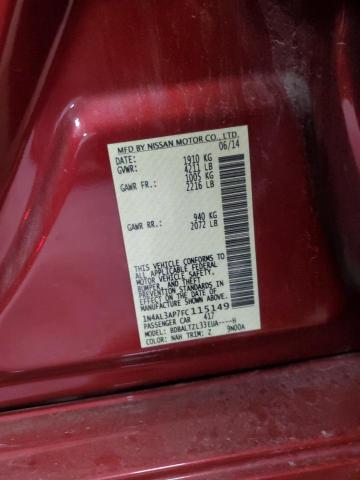 MFD BY NISSAN MOTOR CO., LTD.
DATE: 06/14
GVWR: 1910 KG
4211 LB
GAWR FR: 1005 KG
2216 LB
GAWR RR: 940 KG
2072 LB
THIS VEHICLE CONFORMS TO
ALL APPLICABLE FEDERAL
MOTOR VEHICLE SAFETY,
BUMPER, AND THEFT
PREVENTION STANDARDS IN
EFFECT ON THE DATE OF
MANUFACTURE SHOWN ABOVE.
1N4AL3AP7FC115149
PASSENGER CAR 417
MODEL: BDBALTZL33EUA----H
COLOR: NAH TRIM: Z 9N00A